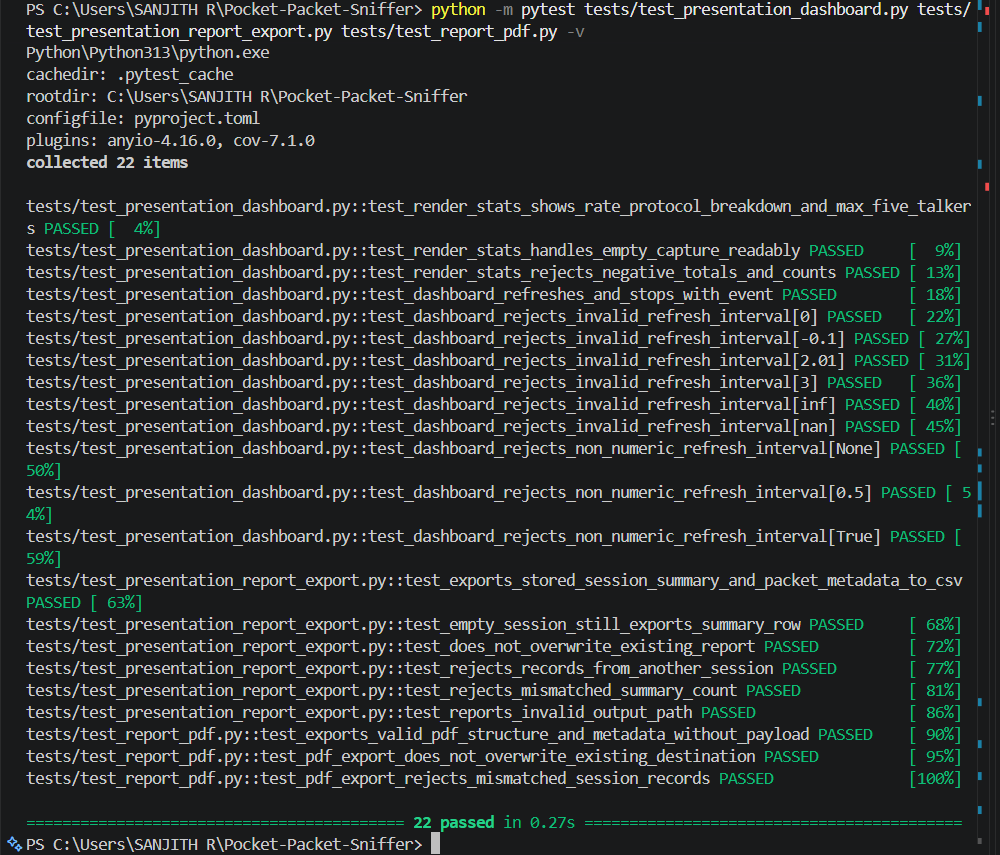 PS C:\Users\SANJITH R\Pocket-Packet-Sniffer> python -m pytest tests/test_presentation_dashboard.py tests/
test_presentation_report_export.py tests/test_report_pdf.py -v
Python\Python313\python.exe
cachedir: .pytest_cache
rootdir: C:\Users\SANJITH R\Pocket-Packet-Sniffer
configfile: pyproject.toml
plugins: anyio-4.16.0, cov-7.1.0
collected 22 items
tests/test_presentation_dashboard.py::test_render_stats_shows_rate_protocol_breakdown_and_max_five_talker
s PASSED [  4%]
tests/test_presentation_dashboard.py::test_render_stats_handles_empty_capture_readably PASSED     [  9%]
tests/test_presentation_dashboard.py::test_render_stats_rejects_negative_totals_and_counts PASSED [ 13%]
tests/test_presentation_dashboard.py::test_dashboard_refreshes_and_stops_with_event PASSED        [ 18%]
tests/test_presentation_dashboard.py::test_dashboard_rejects_invalid_refresh_interval[0] PASSED   [ 22%]
tests/test_presentation_dashboard.py::test_dashboard_rejects_invalid_refresh_interval[-0.1] PASSED [ 27%]
tests/test_presentation_dashboard.py::test_dashboard_rejects_invalid_refresh_interval[2.01] PASSED [ 31%]
tests/test_presentation_dashboard.py::test_dashboard_rejects_invalid_refresh_interval[3] PASSED   [ 36%]
tests/test_presentation_dashboard.py::test_dashboard_rejects_invalid_refresh_interval[inf] PASSED [ 40%]
tests/test_presentation_dashboard.py::test_dashboard_rejects_invalid_refresh_interval[nan] PASSED [ 45%]
tests/test_presentation_dashboard.py::test_dashboard_rejects_non_numeric_refresh_interval[None] PASSED [
50%]
tests/test_presentation_dashboard.py::test_dashboard_rejects_non_numeric_refresh_interval[0.5] PASSED [ 5
4%]
tests/test_presentation_dashboard.py::test_dashboard_rejects_non_numeric_refresh_interval[True] PASSED [
59%]
tests/test_presentation_report_export.py::test_exports_stored_session_summary_and_packet_metadata_to_csv
PASSED [ 63%]
tests/test_presentation_report_export.py::test_empty_session_still_exports_summary_row PASSED     [ 68%]
tests/test_presentation_report_export.py::test_does_not_overwrite_existing_report PASSED          [ 72%]
tests/test_presentation_report_export.py::test_rejects_records_from_another_session PASSED        [ 77%]
tests/test_presentation_report_export.py::test_rejects_mismatched_summary_count PASSED            [ 81%]
tests/test_presentation_report_export.py::test_reports_invalid_output_path PASSED                 [ 86%]
tests/test_report_pdf.py::test_exports_valid_pdf_structure_and_metadata_without_payload PASSED    [ 90%]
tests/test_report_pdf.py::test_pdf_export_does_not_overwrite_existing_destination PASSED          [ 95%]
tests/test_report_pdf.py::test_pdf_export_rejects_mismatched_session_records PASSED               [100%]
========================================== 22 passed in 0.27s ==========================================
PS C:\Users\SANJITH R\Pocket-Packet-Sniffer>